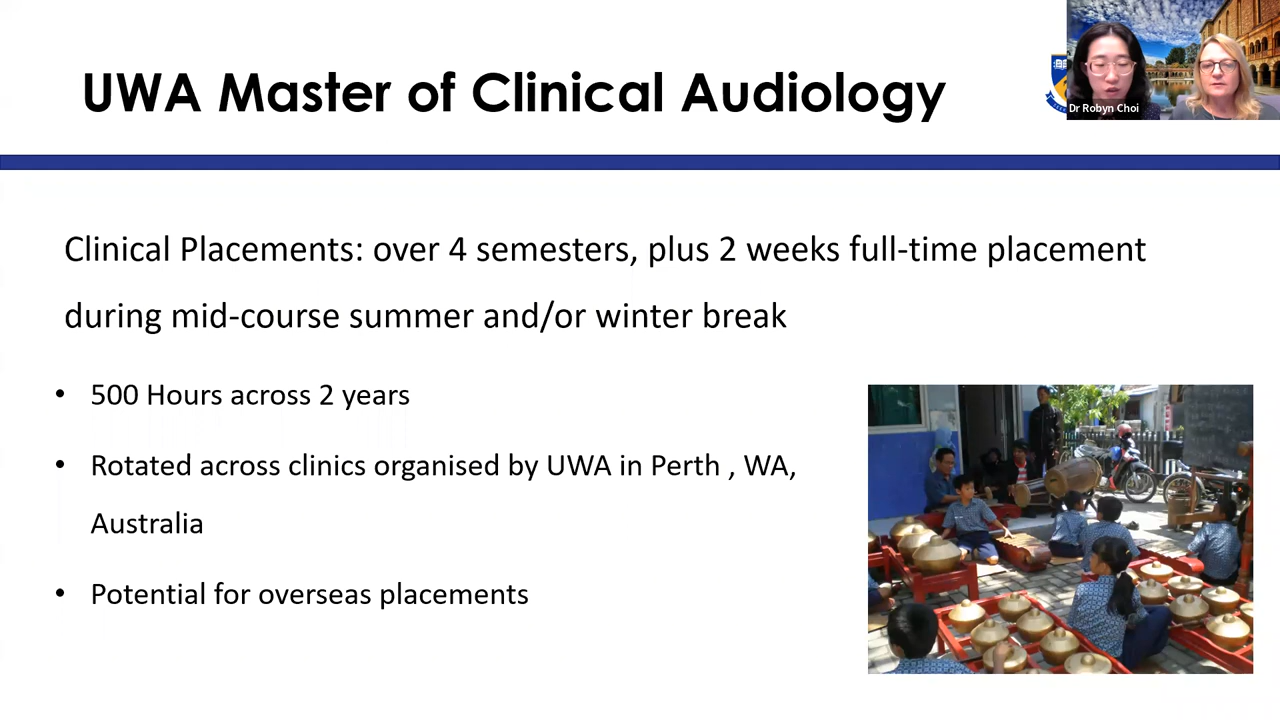 UWA Master of Clinical Audiology
Dr Robyn Choi
Clinical Placements: over 4 semesters, plus 2 weeks full-time placement
during mid-course summer and/or winter break
• 500 Hours across 2 years
• Rotated across clinics organised by UWA in Perth , WA,
Australia
• Potential for overseas placements